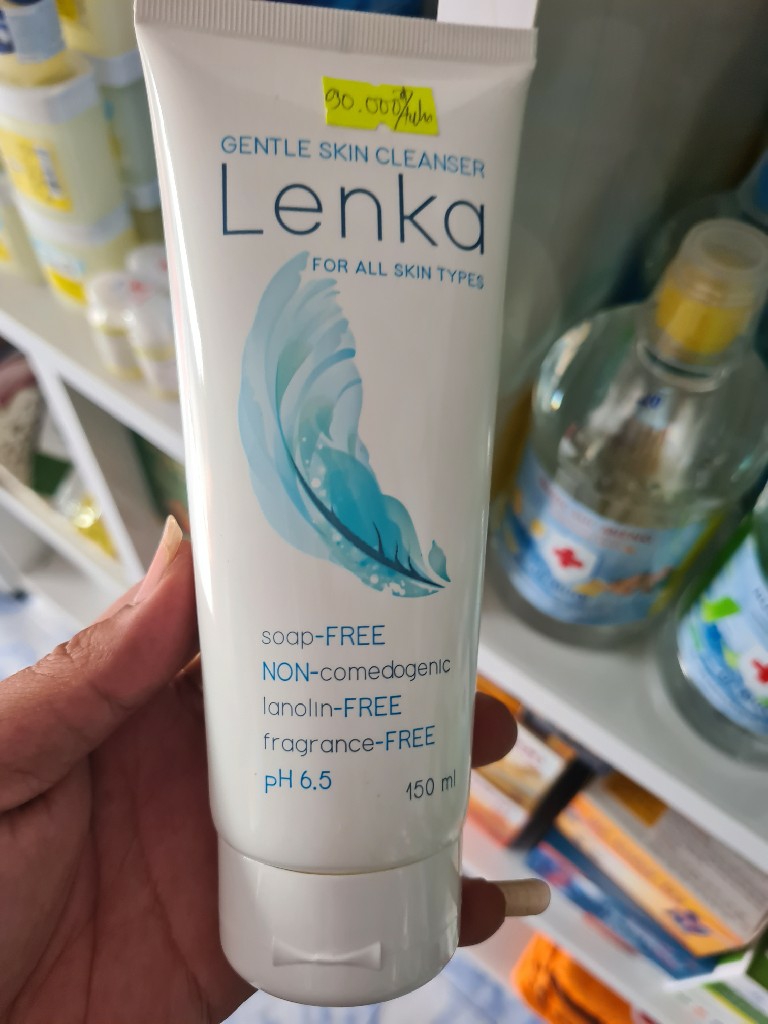 90.000đ/tuýp
GENTLE SKIN CLEANSER
Lenka
FOR ALL SKIN TYPES
soap-FREE
NON-comedogenic
lanolin-FREE
fragrance-FREE
pH 6.5
150 ml